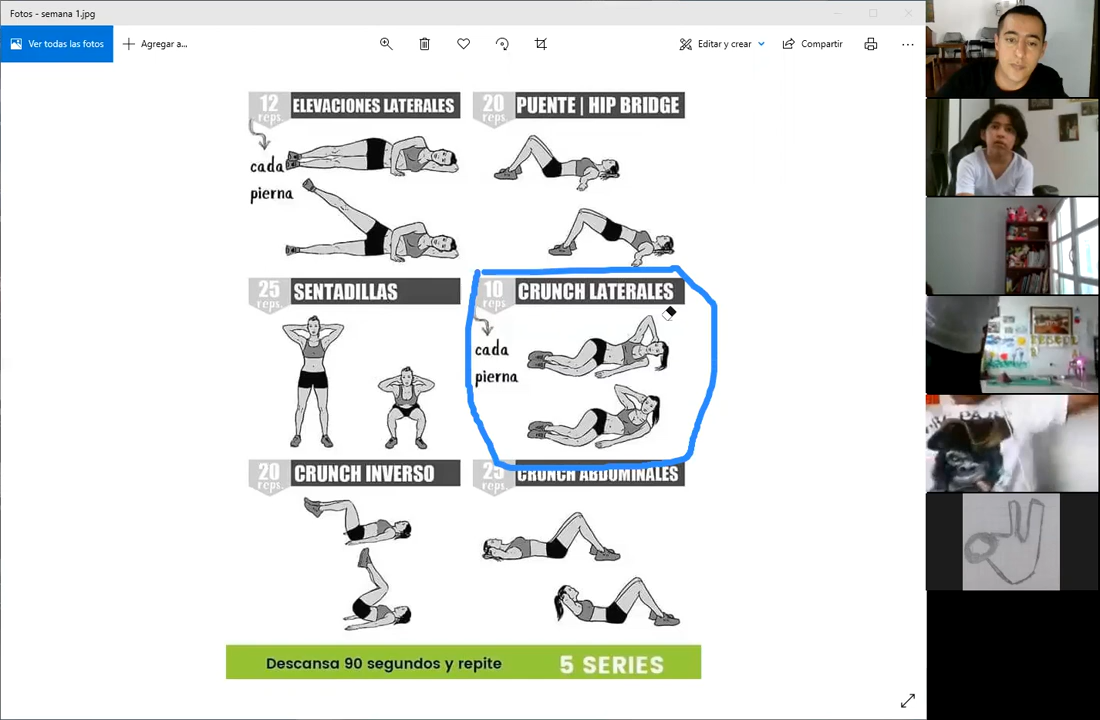 Fotos - semana 1.jpg
Ver todas las fotos
Agregar a...
Editar y crear
Compartir
12 reps. ELEVACIONES LATERALES
cada
pierna
20 reps. PUENTE | HIP BRIDGE
25 reps. SENTADILLAS
10 reps CRUNCH LATERALES
cada
pierna
20 reps. CRUNCH INVERSO
25 reps. CRUNCH ABDOMINALES
Descansa 90 segundos y repite
5 SERIES